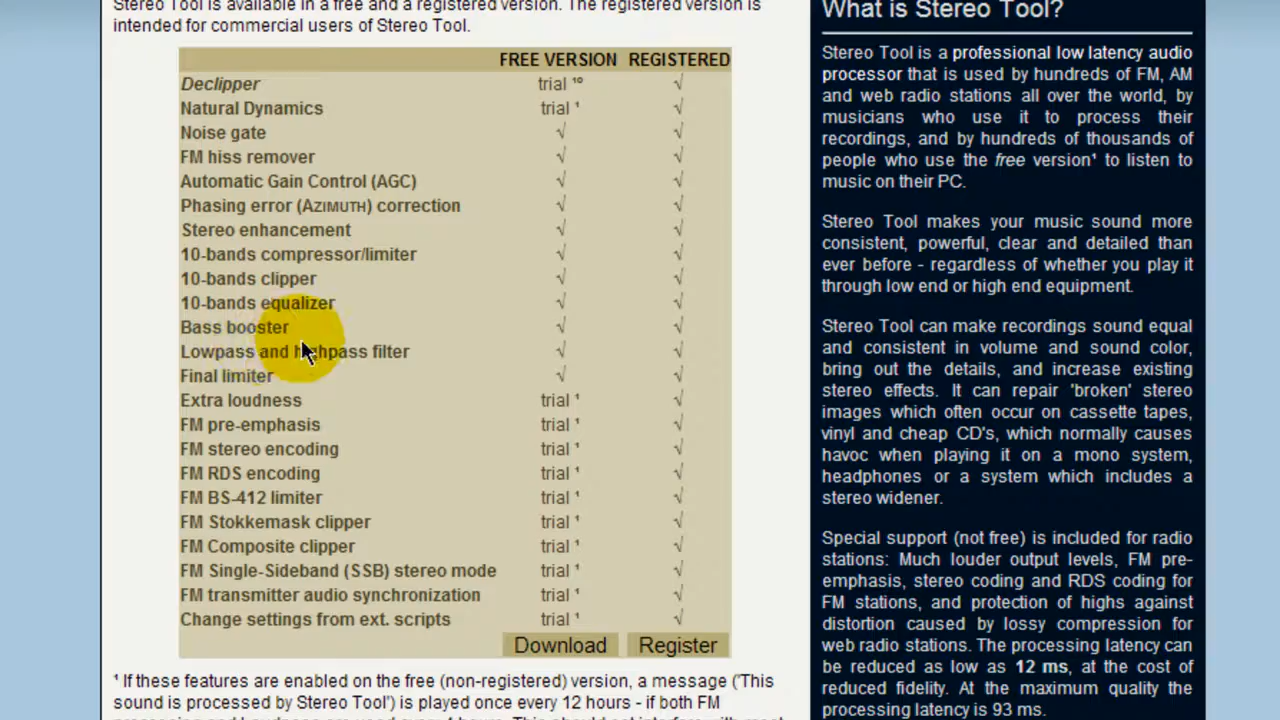 Stereo Tool is available in a free and a registered version. The registered version is
intended for commercial users of Stereo Tool.
FREE VERSION REGISTERED
Declipper trial ¹⁰ √
Natural Dynamics trial ¹ √
Noise gate √ √
FM hiss remover √ √
Automatic Gain Control (AGC) √ √
Phasing error (AZIMUTH) correction √ √
Stereo enhancement √ √
10-bands compressor/limiter √ √
10-bands clipper √ √
10-bands equalizer √ √
Bass booster √ √
Lowpass and highpass filter √ √
Final limiter √ √
Extra loudness trial ¹ √
FM pre-emphasis trial ¹ √
FM stereo encoding trial ¹ √
FM RDS encoding trial ¹ √
FM BS-412 limiter trial ¹ √
FM Stokkemask clipper trial ¹ √
FM Composite clipper trial ¹ √
FM Single-Sideband (SSB) stereo mode trial ¹ √
FM transmitter audio synchronization trial ¹ √
Change settings from ext. scripts trial ¹ √
Download Register
¹ If these features are enabled on the free (non-registered) version, a message ('This
sound is processed by Stereo Tool') is played once every 12 hours - if both FM
What is Stereo Tool?
Stereo Tool is a professional low latency audio
processor that is used by hundreds of FM, AM
and web radio stations all over the world, by
musicians who use it to process their
recordings, and by hundreds of thousands of
people who use the free version¹ to listen to
music on their PC.
Stereo Tool makes your music sound more
consistent, powerful, clear and detailed than
ever before - regardless of whether you play it
through low end or high end equipment.
Stereo Tool can make recordings sound equal
and consistent in volume and sound color,
bring out the details, and increase existing
stereo effects. It can repair 'broken' stereo
images which often occur on cassette tapes,
vinyl and cheap CD's, which normally causes
havoc when playing it on a mono system,
headphones or a system which includes a
stereo widener.
Special support (not free) is included for radio
stations: Much louder output levels, FM pre-
emphasis, stereo coding and RDS coding for
FM stations, and protection of highs against
distortion caused by lossy compression for
web radio stations. The processing latency can
be reduced as low as 12 ms, at the cost of
reduced fidelity. At the maximum quality the
processing latency is 93 ms.